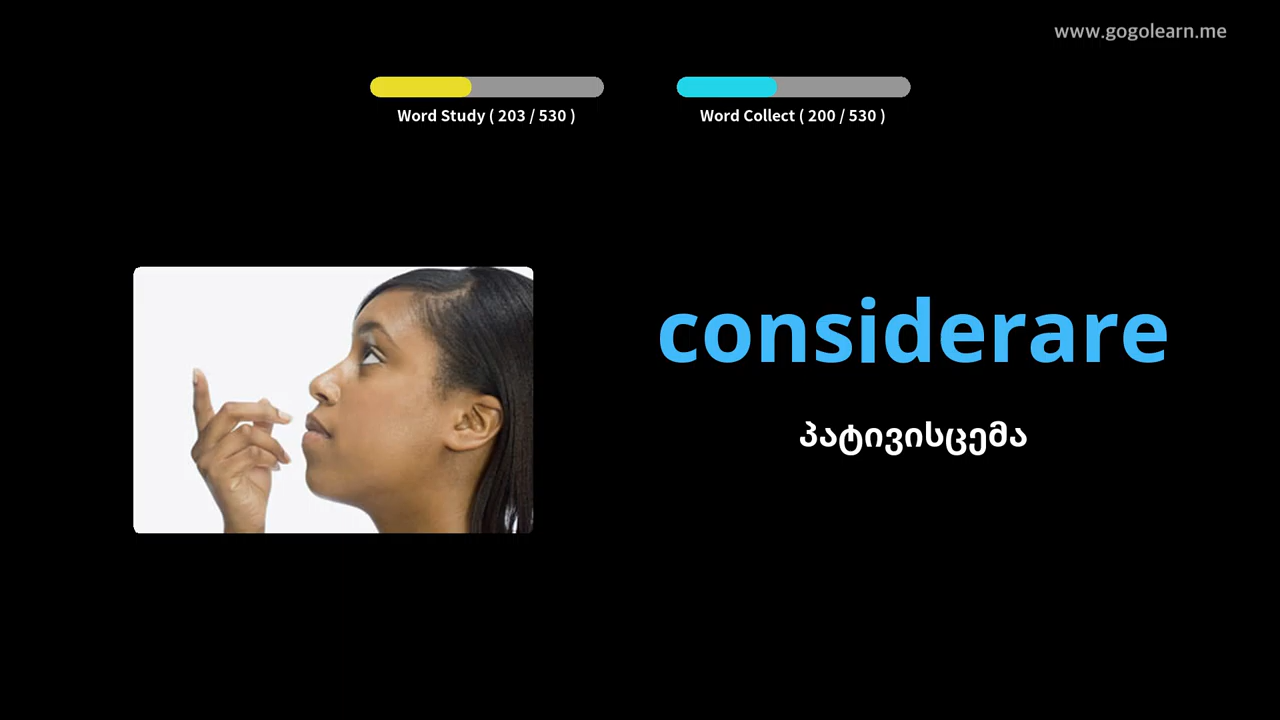 www.gogolearn.me
Word Study ( 203 / 530 )
Word Collect ( 200 / 530 )
considerare
პატივისცემა